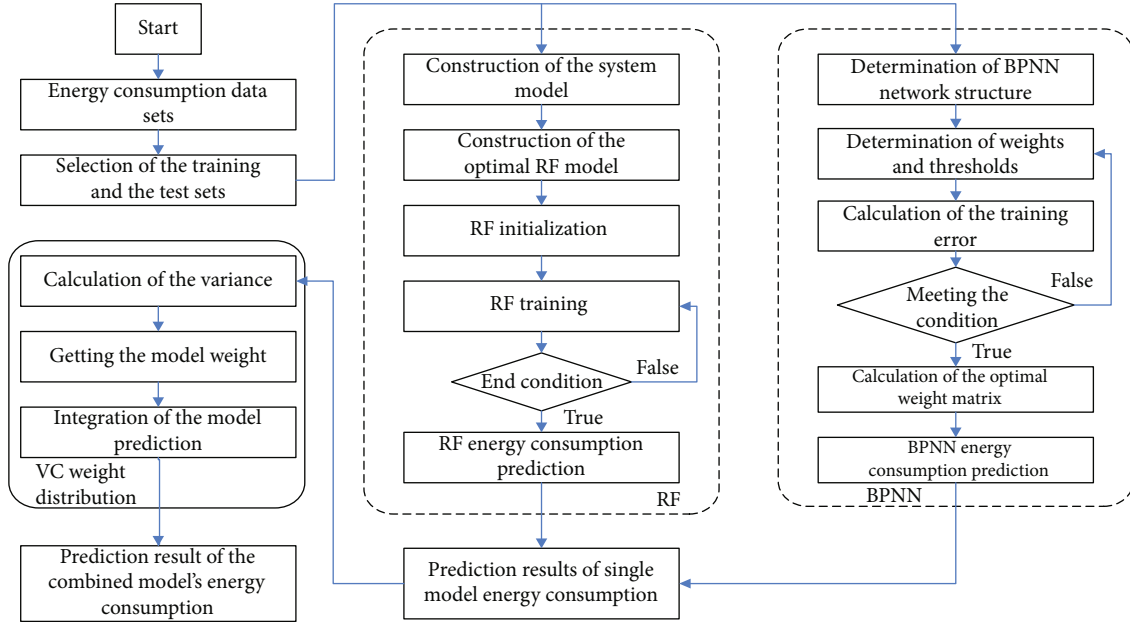 Start
Energy consumption data
sets
Selection of the training
and the test sets
Calculation of the variance
Getting the model weight
Integration of the model
prediction
VC weight
distribution
Prediction result of the
combined model's energy
consumption
Construction of the system
model
Construction of the
optimal RF model
RF initialization
RF training
End condition
False
True
RF energy consumption
prediction
RF
Prediction results of single
model energy consumption
Determination of BPNN
network structure
Determination of weights
and thresholds
Calculation of the training
error
Meeting the
condition
False
True
Calculation of the optimal
weight matrix
BPNN energy
consumption prediction
BPNN